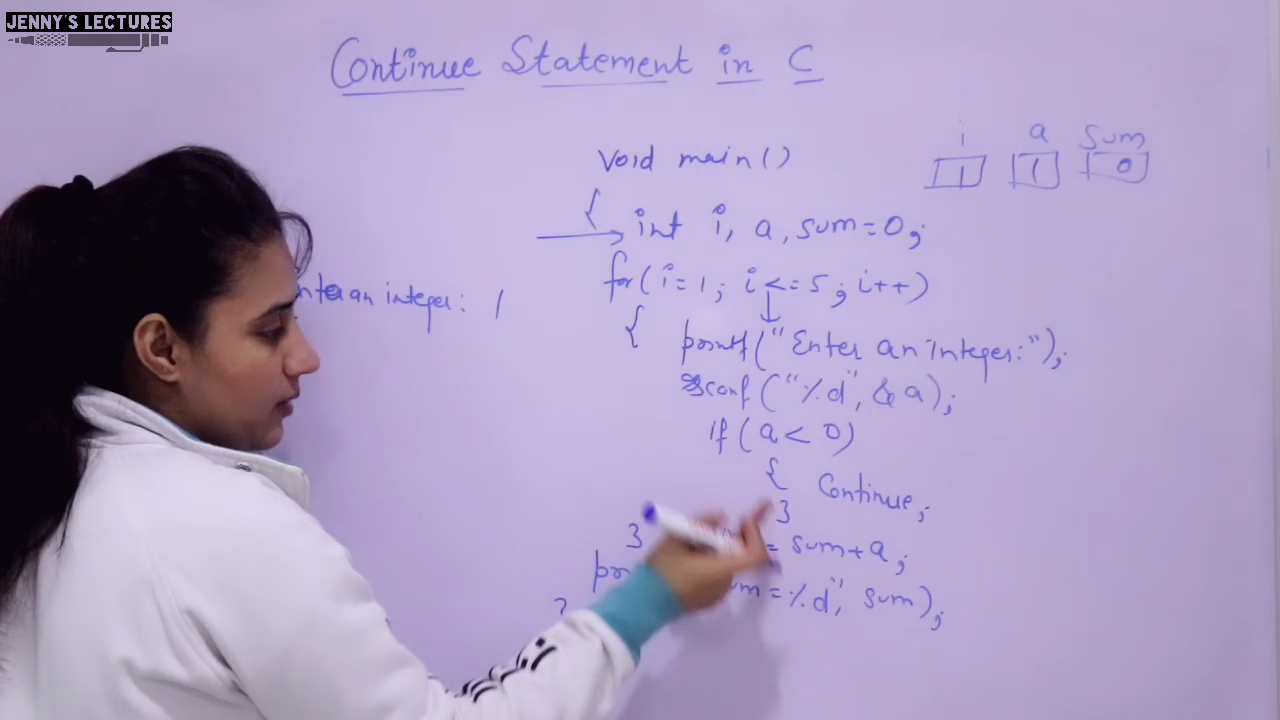 JENNY'S LECTURES
Continue Statement in C
i a Sum
1 1 0
void main()
{ int i, a, sum=0;
for(i=1; i<=5; i++)
an integer: 1
{ printf("Enter an integer:");
scanf("%d", &a);
if(a<0)
{ Continue;
}
} = sum+a;
=%d", sum);
}